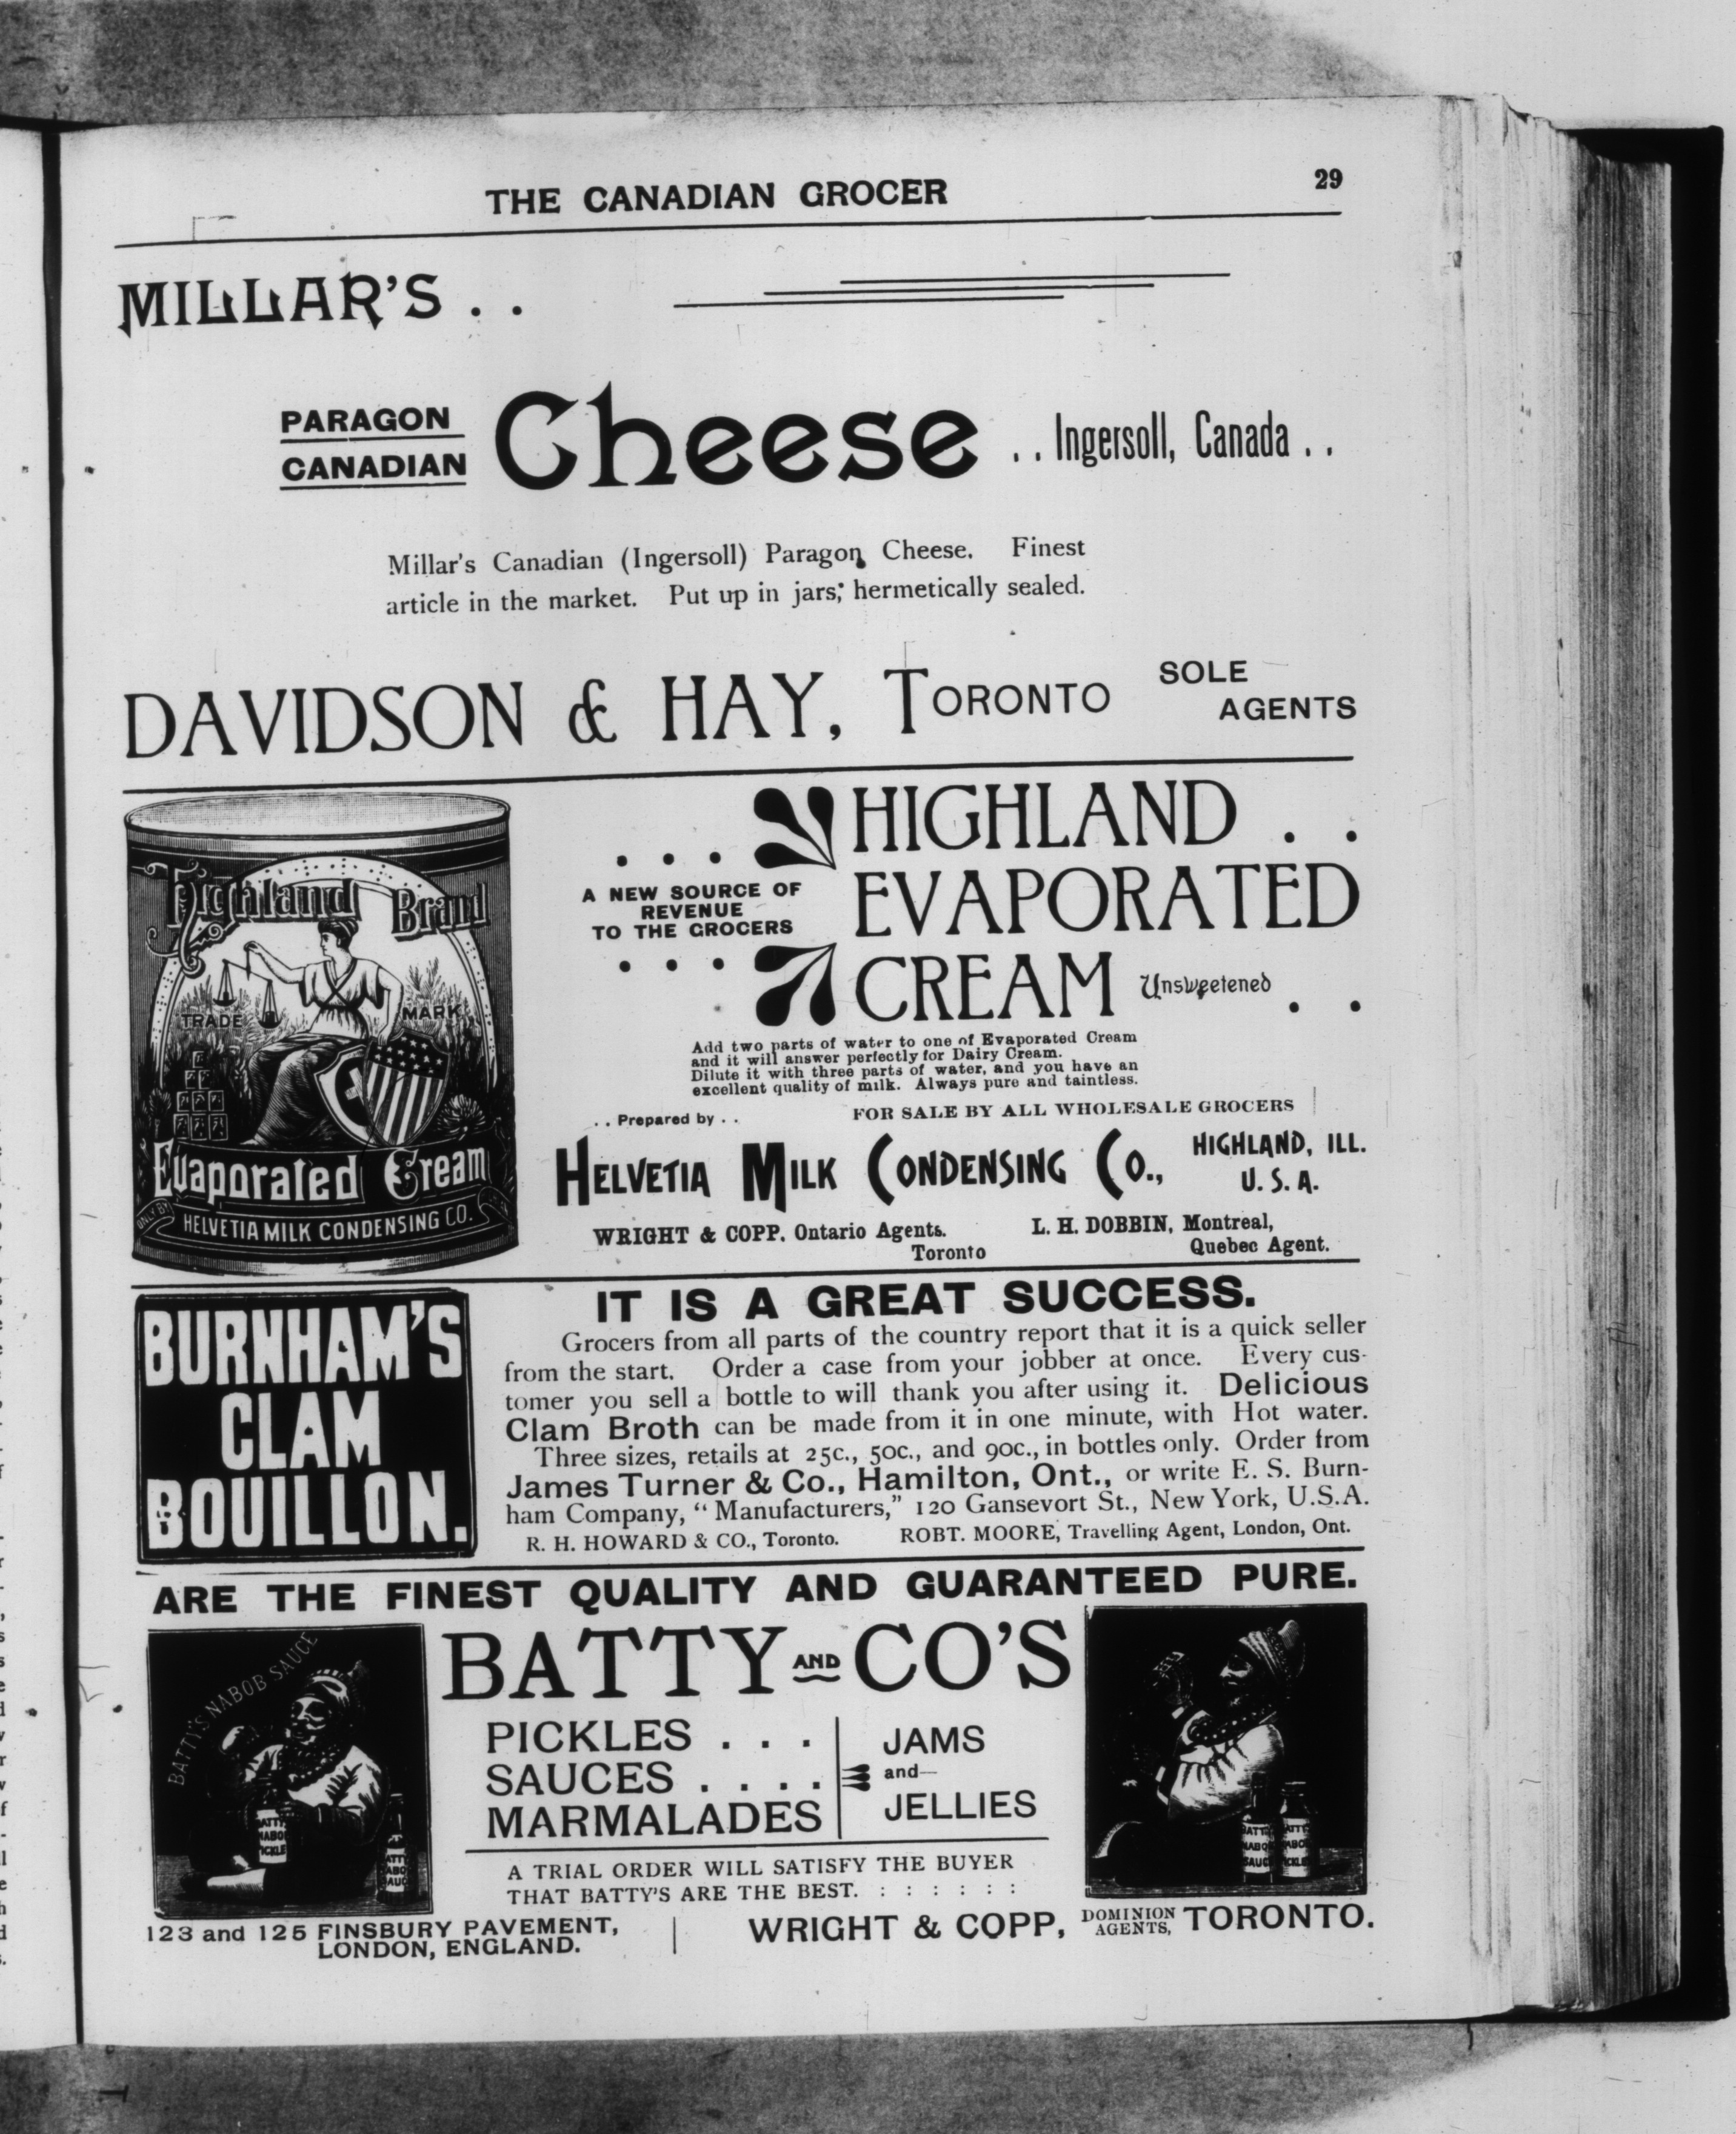 THE CANADIAN GROCER
29
MILLAR'S . .
PARAGON
CANADIAN
Cheese
. . Ingersoll, Canada . .
Millar's Canadian (Ingersoll) Paragon Cheese. Finest
article in the market. Put up in jars, hermetically sealed.
DAVIDSON & HAY, TORONTO
SOLE
AGENTS
Highland Brand
TRADE MARK
Evaporated Cream
ONLY BY
HELVETIA MILK CONDENSING CO.
. . .
A NEW SOURCE OF
REVENUE
TO THE GROCERS
. . .
HIGHLAND . .
EVAPORATED
CREAM Unsweetened . .
Add two parts of water to one of Evaporated Cream
and it will answer perfectly for Dairy Cream.
Dilute it with three parts of water, and you have an
excellent quality of milk. Always pure and taintless.
. . Prepared by . .
FOR SALE BY ALL WHOLESALE GROCERS
HELVETIA MILK CONDENSING CO.,
HIGHLAND, ILL.
U. S. A.
WRIGHT & COPP, Ontario Agents.
Toronto
L. H. DOBBIN, Montreal,
Quebec Agent.
BURNHAM'S
CLAM
BOUILLON.
IT IS A GREAT SUCCESS.
Grocers from all parts of the country report that it is a quick seller
from the start. Order a case from your jobber at once. Every cus-
tomer you sell a bottle to will thank you after using it. Delicious
Clam Broth can be made from it in one minute, with Hot water.
Three sizes, retails at 25c., 50c., and 90c., in bottles only. Order from
James Turner & Co., Hamilton, Ont., or write E. S. Burn-
ham Company, "Manufacturers," 120 Gansevort St., New York, U.S.A.
R. H. HOWARD & CO., Toronto. ROBT. MOORE, Travelling Agent, London, Ont.
ARE THE FINEST QUALITY AND GUARANTEED PURE.
BATTY'S NABOB SAUCE
BATTY AND CO'S
PICKLES . . .
SAUCES . . . .
MARMALADES
JAMS
and
JELLIES
A TRIAL ORDER WILL SATISFY THE BUYER
THAT BATTY'S ARE THE BEST. : : : : : :
123 and 125 FINSBURY PAVEMENT,
LONDON, ENGLAND.
WRIGHT & COPP, DOMINION AGENTS, TORONTO.